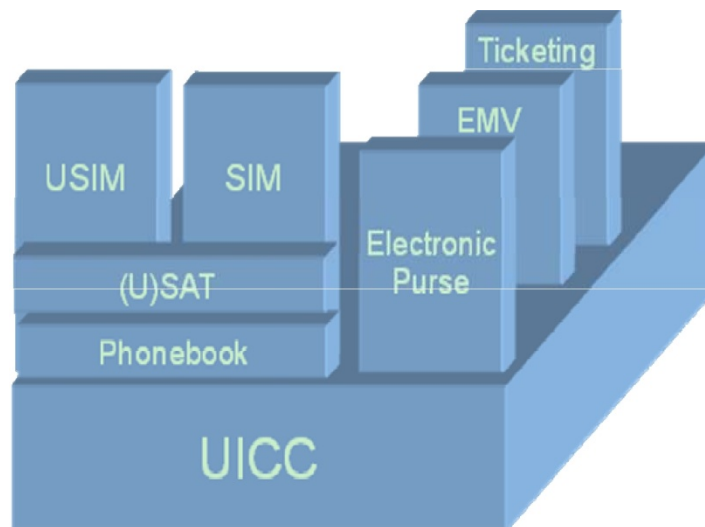 Ticketing
EMV
USIM
SIM
Electronic
Purse
(U)SAT
Phonebook
UICC